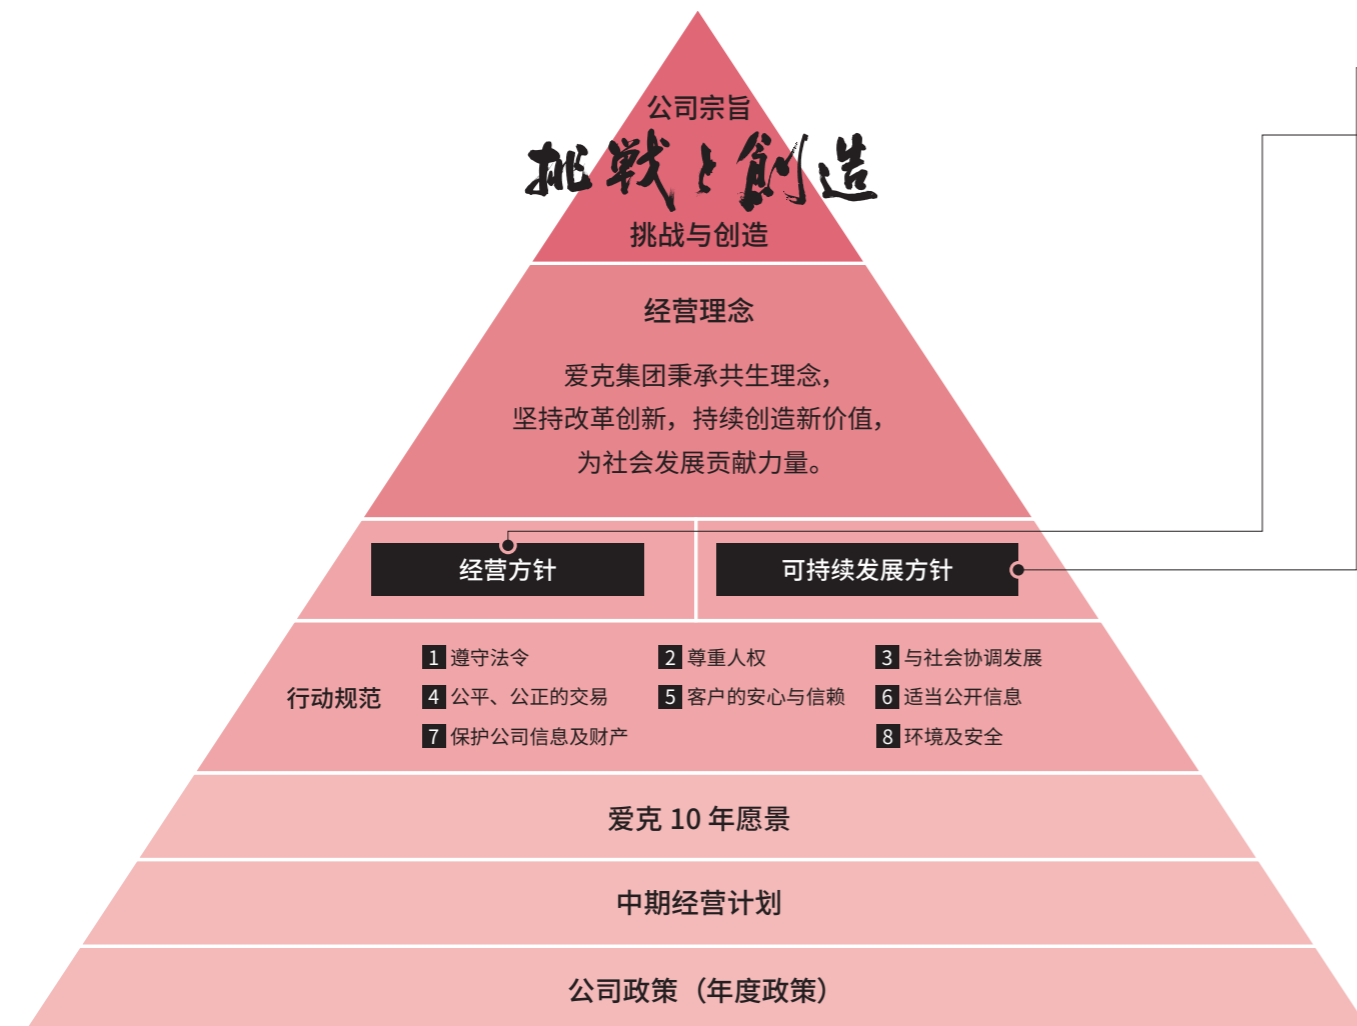 公司宗旨
挑戦と創造
挑战与创造
经营理念
爱克集团秉承共生理念，
坚持改革创新，持续创造新价值，
为社会发展贡献力量。
经营方针
可持续发展方针
行动规范
1 遵守法令
2 尊重人权
3 与社会协调发展
4 公平、公正的交易
5 客户的安心与信赖
6 适当公开信息
7 保护公司信息及财产
8 环境及安全
爱克 10 年愿景
中期经营计划
公司政策（年度政策）